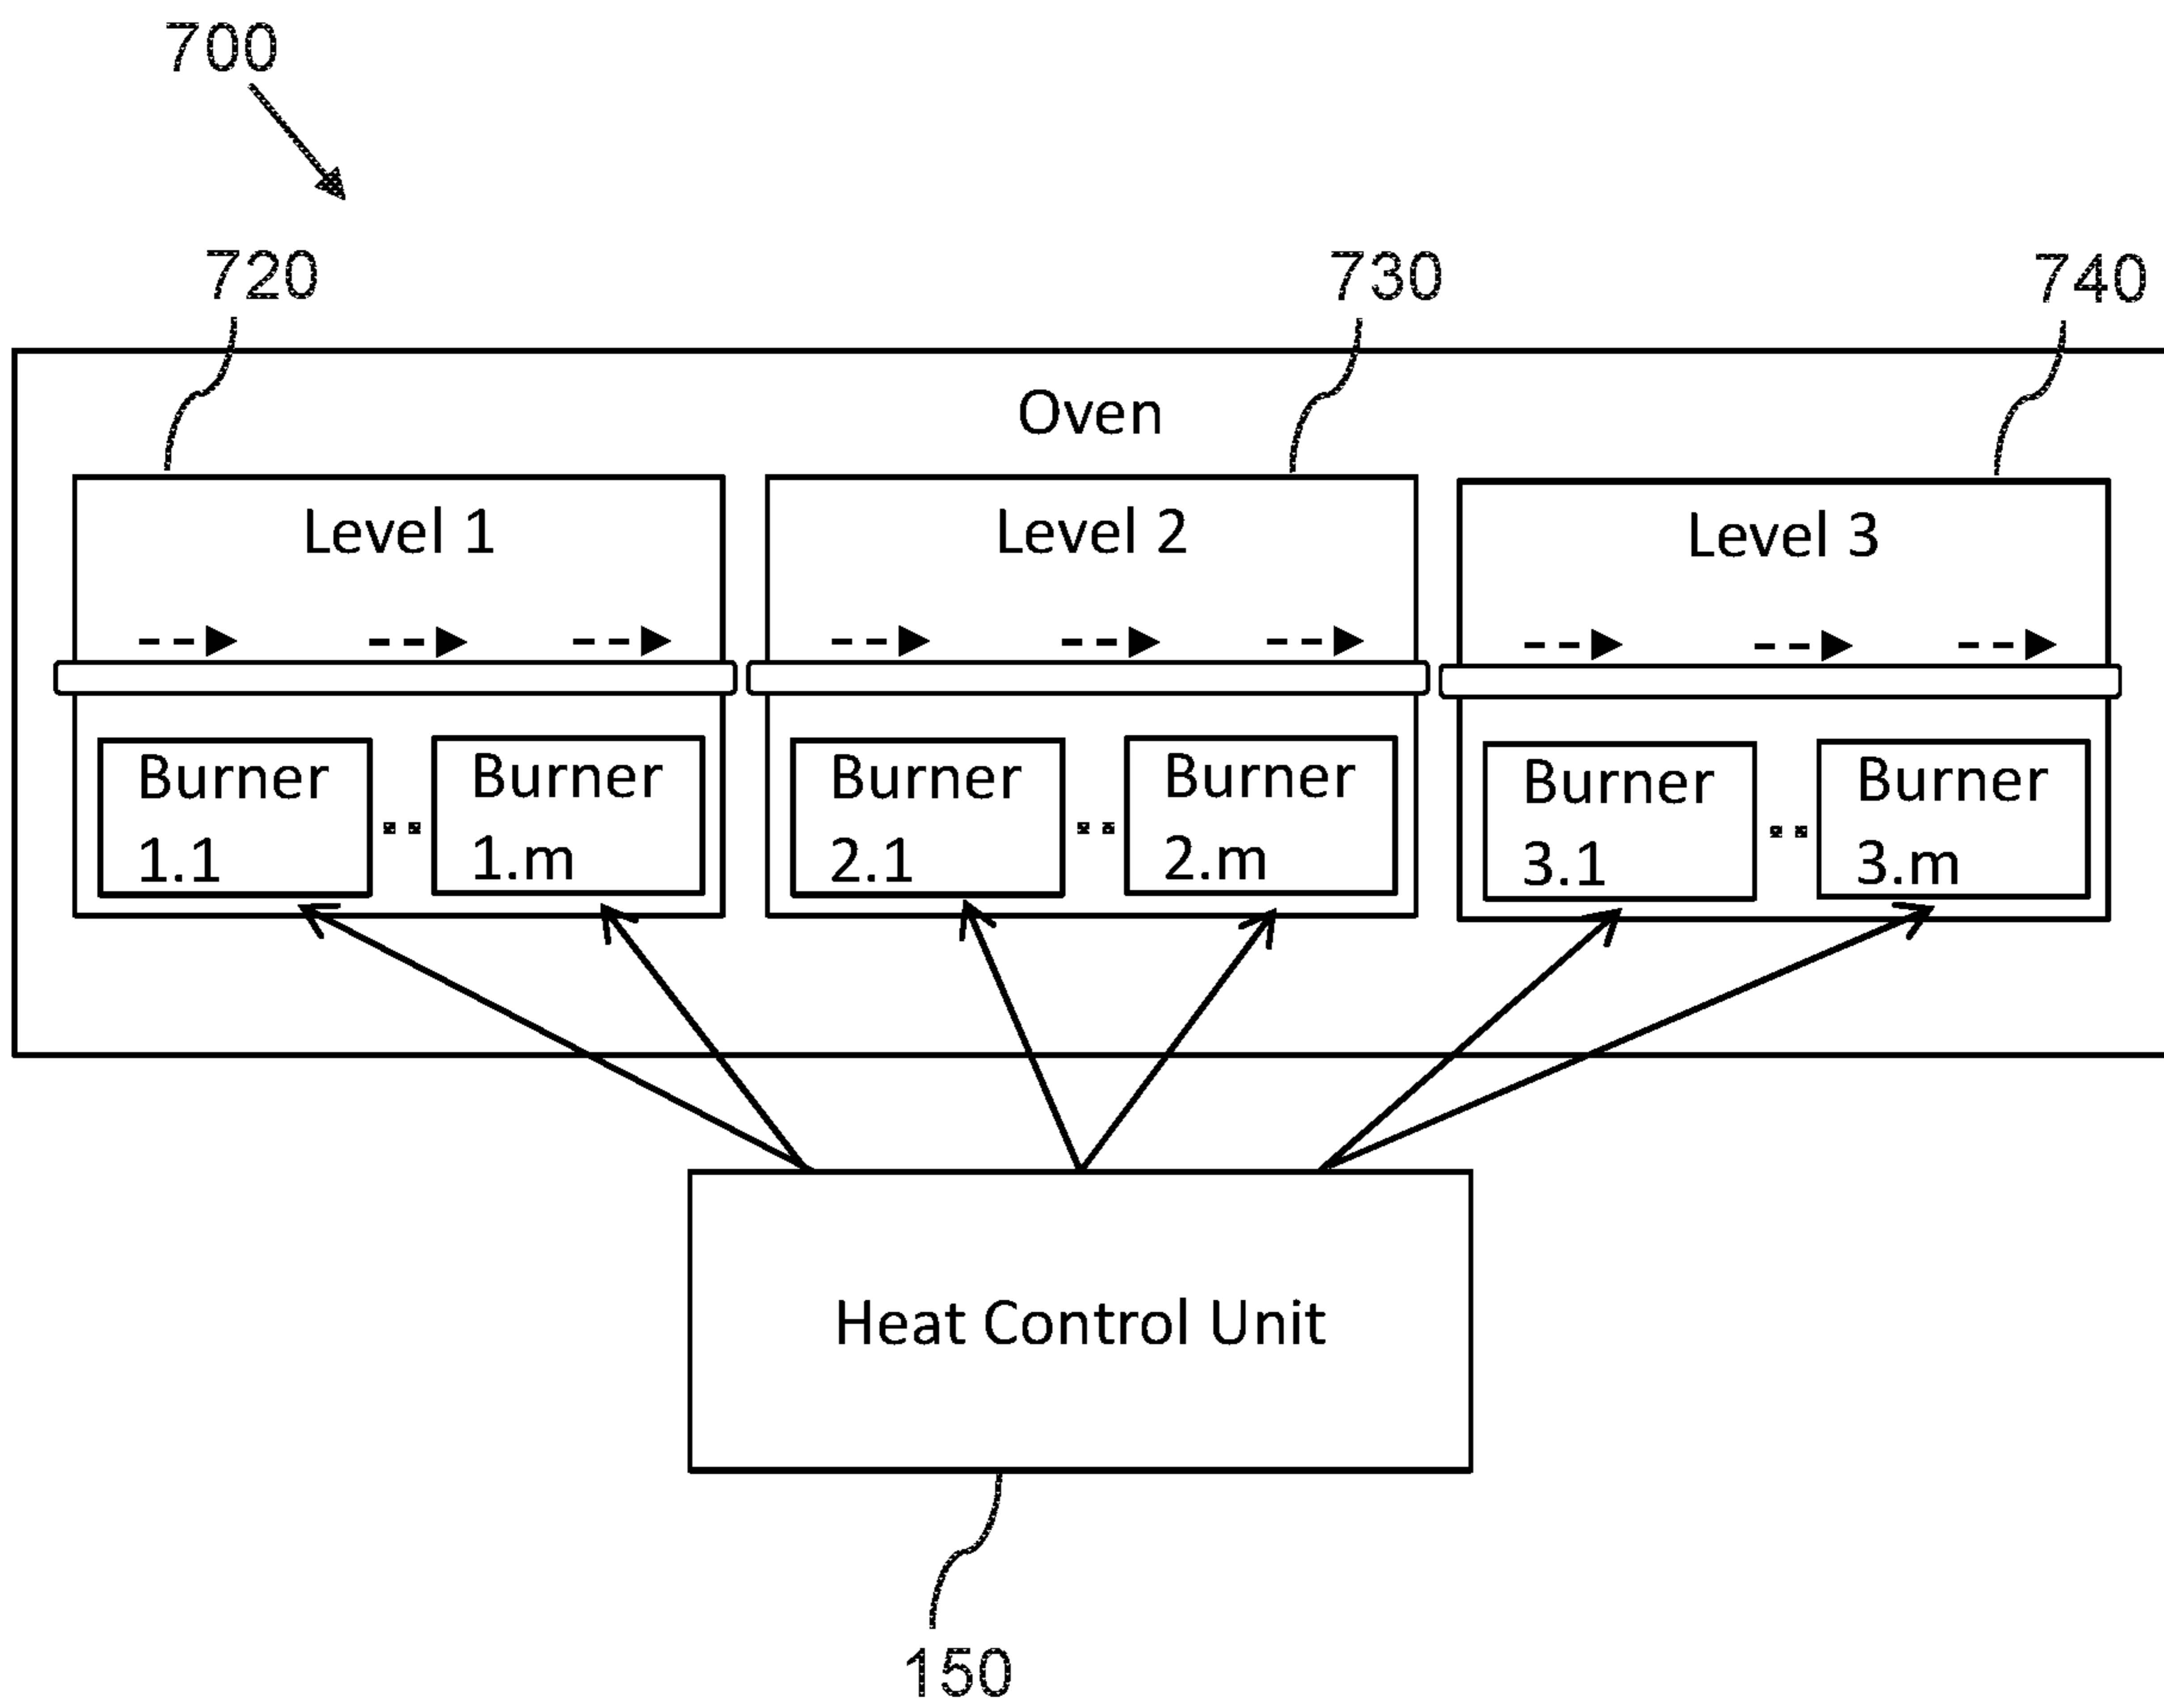 700
720
730
740
Oven
Level 1
Level 2
Level 3
Burner
1.1
..
Burner
1.m
Burner
2.1
..
Burner
2.m
Burner
3.1
..
Burner
3.m
Heat Control Unit
150